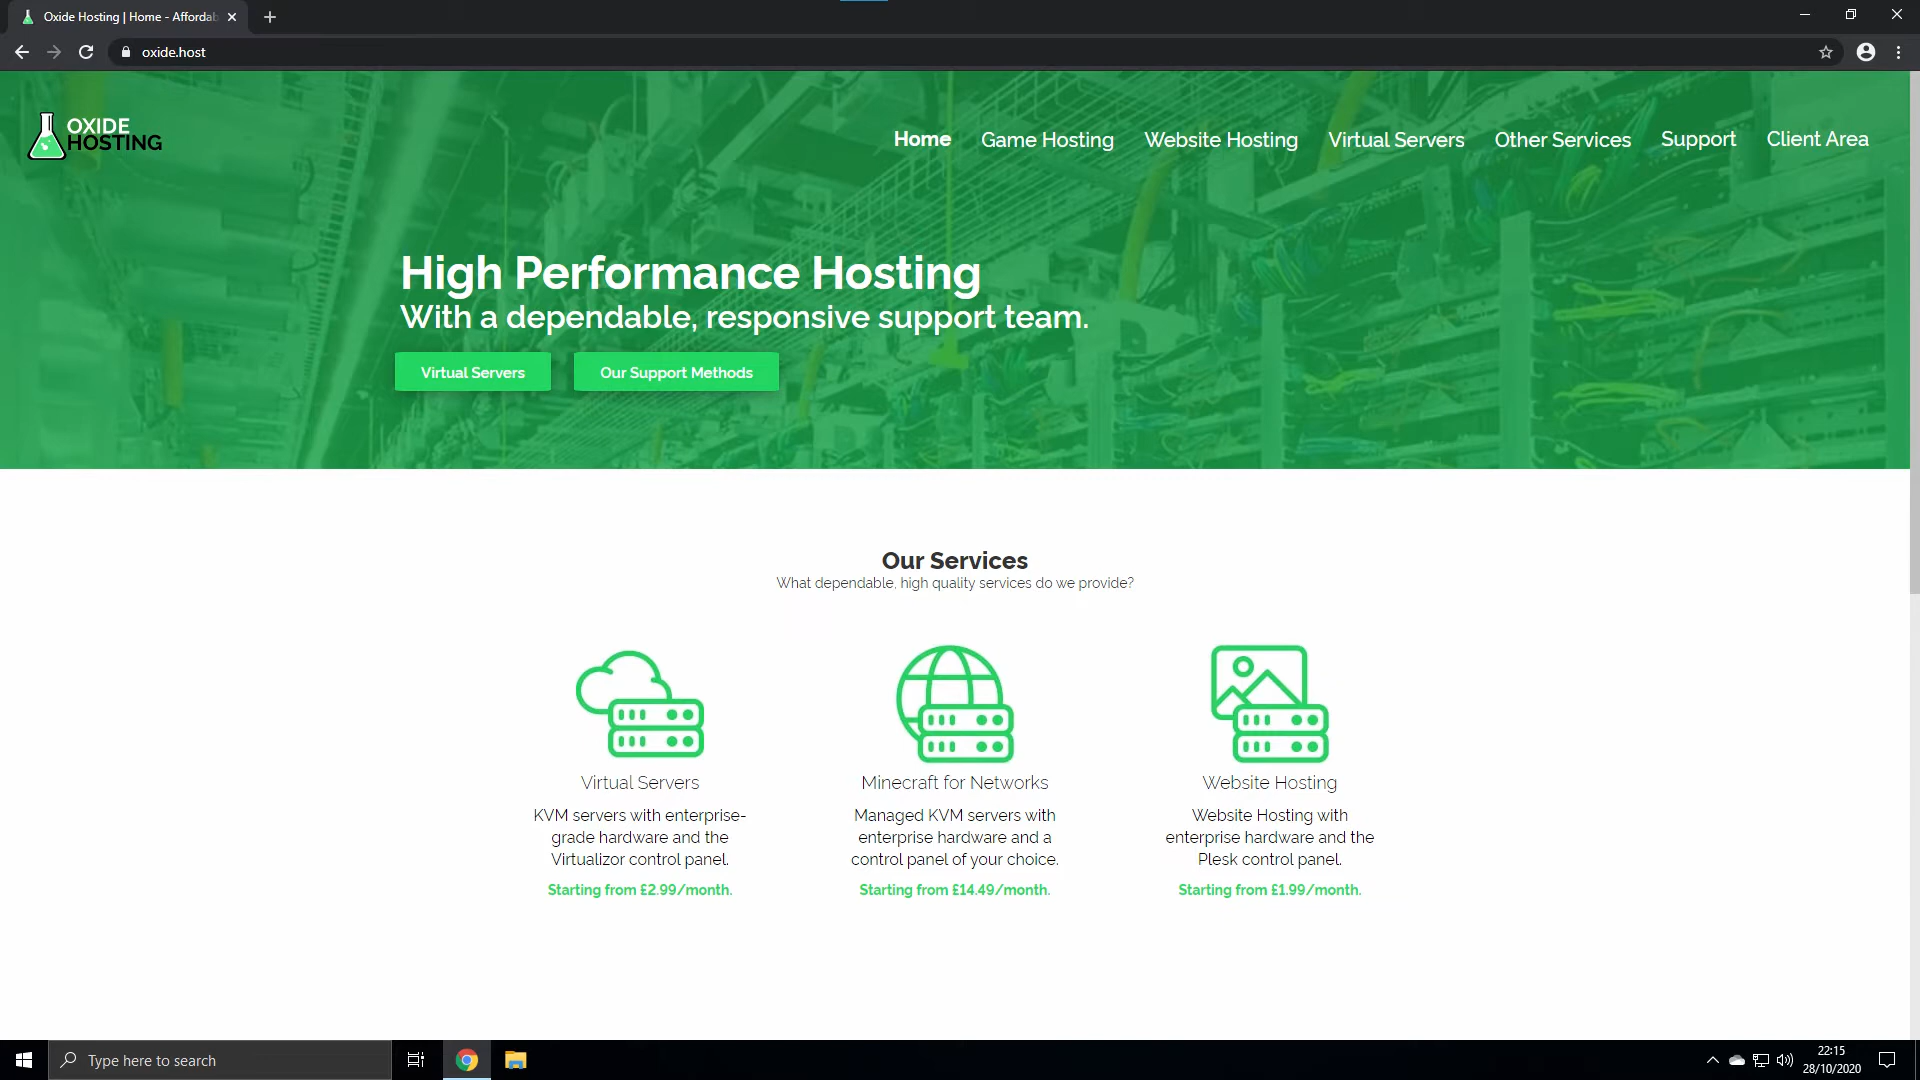 Oxide Hosting | Home - Affordab
oxide.host
OXIDE
HOSTING
Home
Game Hosting
Website Hosting
Virtual Servers
Other Services
Support
Client Area
High Performance Hosting
With a dependable, responsive support team.
Virtual Servers
Our Support Methods
Our Services
What dependable, high quality services do we provide?
Virtual Servers
KVM servers with enterprise-
grade hardware and the
Virtualizor control panel.
Starting from £2.99/month.
Minecraft for Networks
Managed KVM servers with
enterprise hardware and a
control panel of your choice.
Starting from £14.49/month.
Website Hosting
Website Hosting with
enterprise hardware and the
Plesk control panel.
Starting from £1.99/month.
Type here to search
22:15
28/10/2020